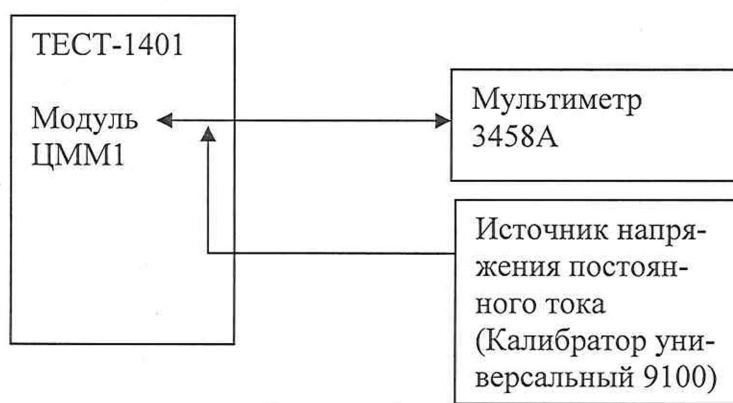 ТЕСТ-1401
Модуль
ЦММ1
Мультиметр
3458А
Источник напря-
жения постоян-
ного тока
(Калибратор уни-
версальный 9100)